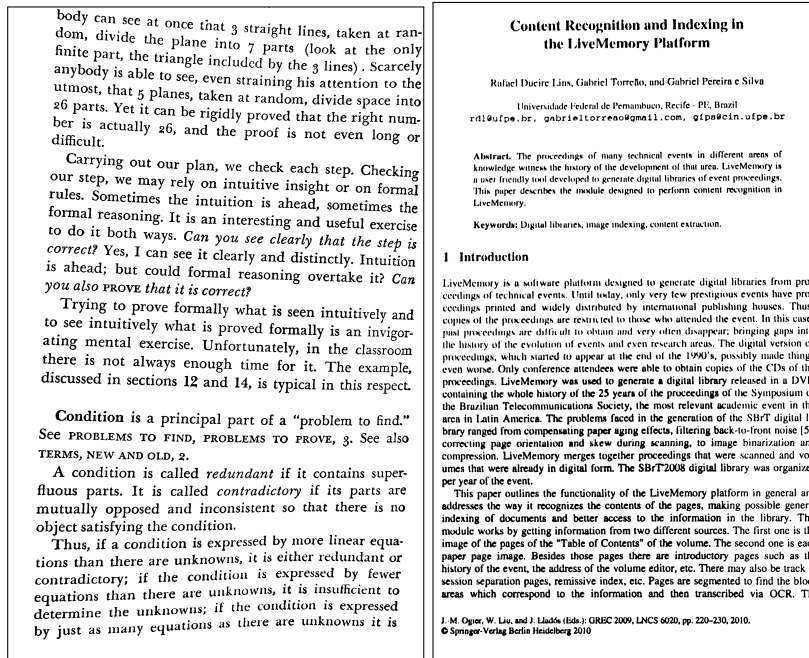 body can see at once that 3 straight lines, taken at ran-
dom, divide the plane into 7 parts (look at the only
finite part, the triangle included by the 3 lines). Scarcely
anybody is able to see, even straining his attention to the
utmost, that 5 planes, taken at random, divide space into
26 parts. Yet it can be rigidly proved that the right num-
ber is actually 26, and the proof is not even long or
difficult.
Carrying out our plan, we check each step. Checking
our step, we may rely on intuitive insight or on formal
rules. Sometimes the intuition is ahead, sometimes the
formal reasoning. It is an interesting and useful exercise
to do it both ways. Can you see clearly that the step is
correct? Yes, I can see it clearly and distinctly. Intuition
is ahead; but could formal reasoning overtake it? Can
you also PROVE that it is correct?
Trying to prove formally what is seen intuitively and
to see intuitively what is proved formally is an invigor-
ating mental exercise. Unfortunately, in the classroom
there is not always enough time for it. The example,
discussed in sections 12 and 14, is typical in this respect.
Condition is a principal part of a "problem to find."
See PROBLEMS TO FIND, PROBLEMS TO PROVE, 3. See also
TERMS, NEW AND OLD, 2.
A condition is called redundant if it contains super-
fluous parts. It is called contradictory if its parts are
mutually opposed and inconsistent so that there is no
object satisfying the condition.
Thus, if a condition is expressed by more linear equa-
tions than there are unknowns, it is either redundant or
contradictory; if the condition is expressed by fewer
equations than there are unknowns, it is insufficient to
determine the unknowns; if the condition is expressed
by just as many equations as there are unknowns it is
Content Recognition and Indexing in
the LiveMemory Platform
Rafael Dueire Lins, Gabriel Torreão, and Gabriel Pereira e Silva
Universidade Federal de Pernambuco, Recife - PE, Brazil
rdl@ufpe.br, gabrieltorreao@gmail.com, gfps@cin.ufpe.br
Abstract. The proceedings of many technical events in different areas of
knowledge witness the history of the development of that area. LiveMemory is
a user friendly tool developed to generate digital libraries of event proceedings.
This paper describes the module designed to perform content recognition in
LiveMemory.
Keywords: Digital libraries, image indexing, content extraction.
1 Introduction
LiveMemory is a software platform designed to generate digital libraries from pro
ceedings of technical events. Until today, only very few prestigious events have pro
ceedings printed and widely distributed by international publishing houses. Thus
copies of the proceedings are restricted to those who attended the event. In this case
past proceedings are difficult to obtain and very often disappear; bringing gaps int
the history of the evolution of events and even research areas. The digital version o
proceedings, which started to appear at the end of the 1990's, possibly made thing
even worse. Only conference attendees were able to obtain copies of the CDs of th
proceedings. LiveMemory was used to generate a digital library released in a DV
containing the whole history of the 25 years of the proceedings of the Symposium o
the Brazilian Telecommunications Society, the most relevant academic event in th
area in Latin America. The problems faced in the generation of the SBrT digital l
brary ranged from compensating paper aging effects, filtering back-to-front noise [5
correcting page orientation and skew during scanning, to image binarization an
compression. LiveMemory merges together proceedings that were scanned and vo
umes that were already in digital form. The SBrT'2008 digital library was organize
per year of the event.
This paper outlines the functionality of the LiveMemory platform in general an
addresses the way it recognizes the contents of the pages, making possible gener
indexing of documents and better access to the information in the library. Th
module works by getting information from two different sources. The first one is th
image of the pages of the "Table of Contents" of the volume. The second one is eac
paper page image. Besides those pages there are introductory pages such as th
history of the event, the address of the volume editor, etc. There may also be track
session separation pages, remissive index, etc. Pages are segmented to find the bloc
areas which correspond to the information and then transcribed via OCR. Th
J.-M. Ogier, W. Liu, and J. Lladós (Eds.): GREC 2009, LNCS 6020, pp. 220–230, 2010.
© Springer-Verlag Berlin Heidelberg 2010